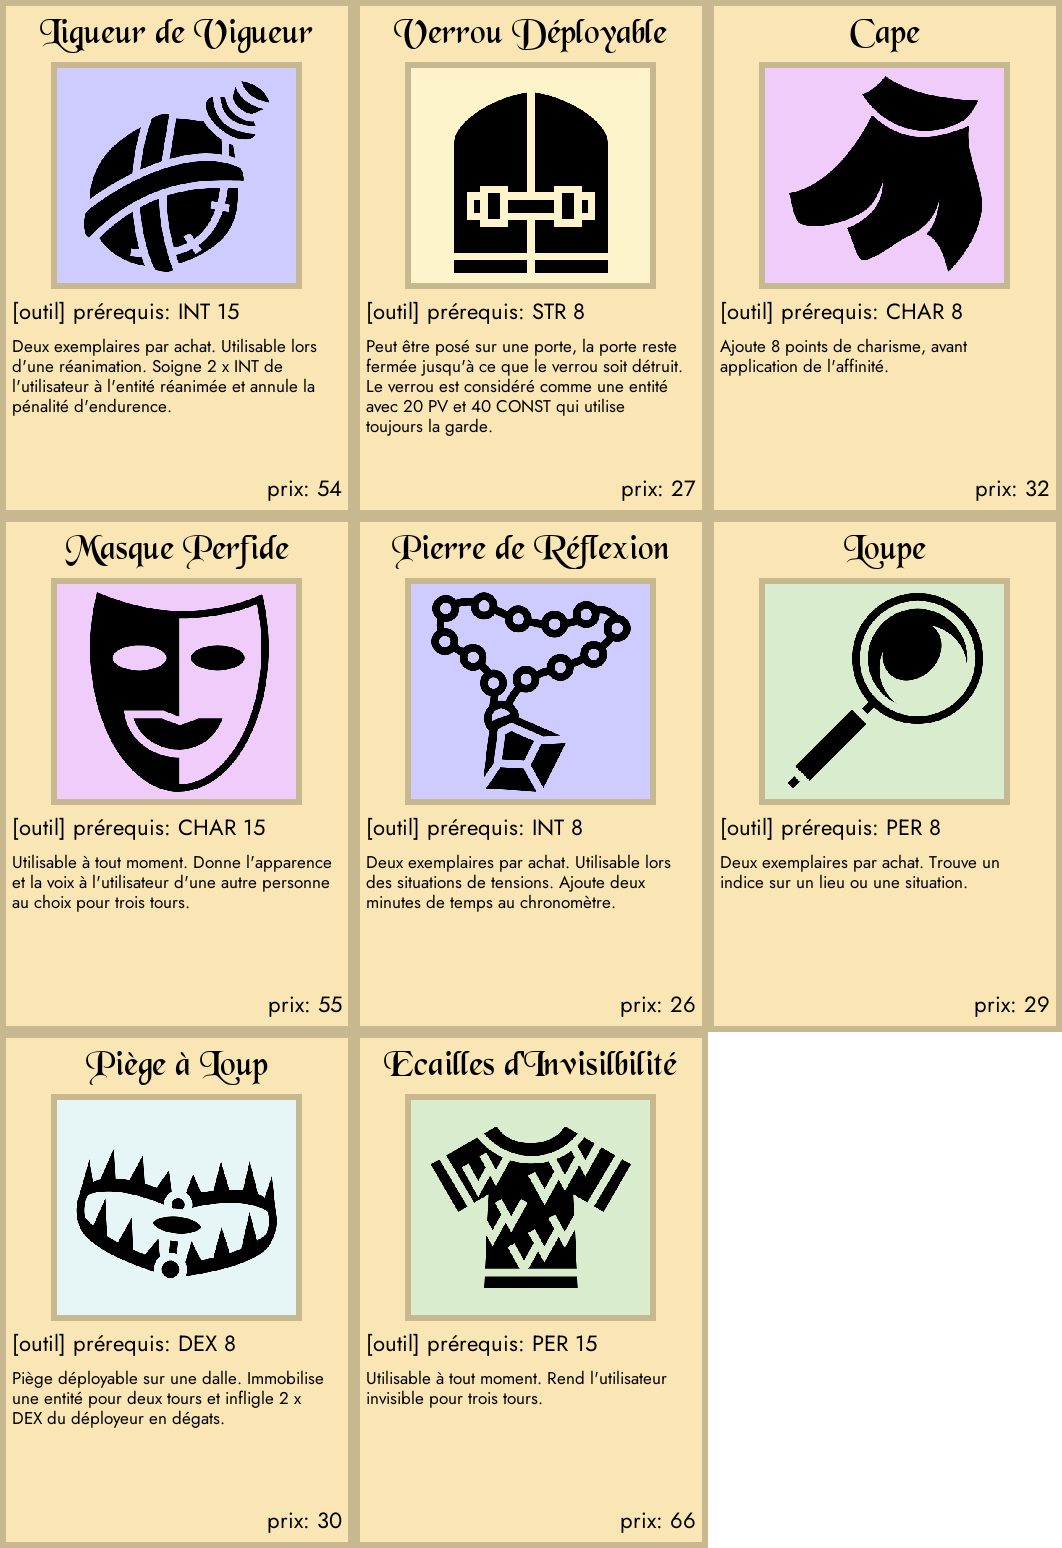 Liqueur de Vigueur
[outil] prérequis: INT 15
Deux exemplaires par achat. Utilisable lors
d'une réanimation. Soigne 2 x INT de
l'utilisateur à l'entité réanimée et annule la
pénalité d'endurence.
prix: 54
Verrou Déployable
[outil] prérequis: STR 8
Peut être posé sur une porte, la porte reste
fermée jusqu'à ce que le verrou soit détruit.
Le verrou est considéré comme une entité
avec 20 PV et 40 CONST qui utilise
toujours la garde.
prix: 27
Cape
[outil] prérequis: CHAR 8
Ajoute 8 points de charisme, avant
application de l'affinité.
prix: 32
Masque Perfide
[outil] prérequis: CHAR 15
Utilisable à tout moment. Donne l'apparence
et la voix à l'utilisateur d'une autre personne
au choix pour trois tours.
prix: 55
Pierre de Réflexion
[outil] prérequis: INT 8
Deux exemplaires par achat. Utilisable lors
des situations de tensions. Ajoute deux
minutes de temps au chronomètre.
prix: 26
Loupe
[outil] prérequis: PER 8
Deux exemplaires par achat. Trouve un
indice sur un lieu ou une situation.
prix: 29
Piège à Loup
[outil] prérequis: DEX 8
Piège déployable sur une dalle. Immobilise
une entité pour deux tours et infligle 2 x
DEX du déployeur en dégats.
prix: 30
Ecailles d'Invisilbilité
[outil] prérequis: PER 15
Utilisable à tout moment. Rend l'utilisateur
invisible pour trois tours.
prix: 66